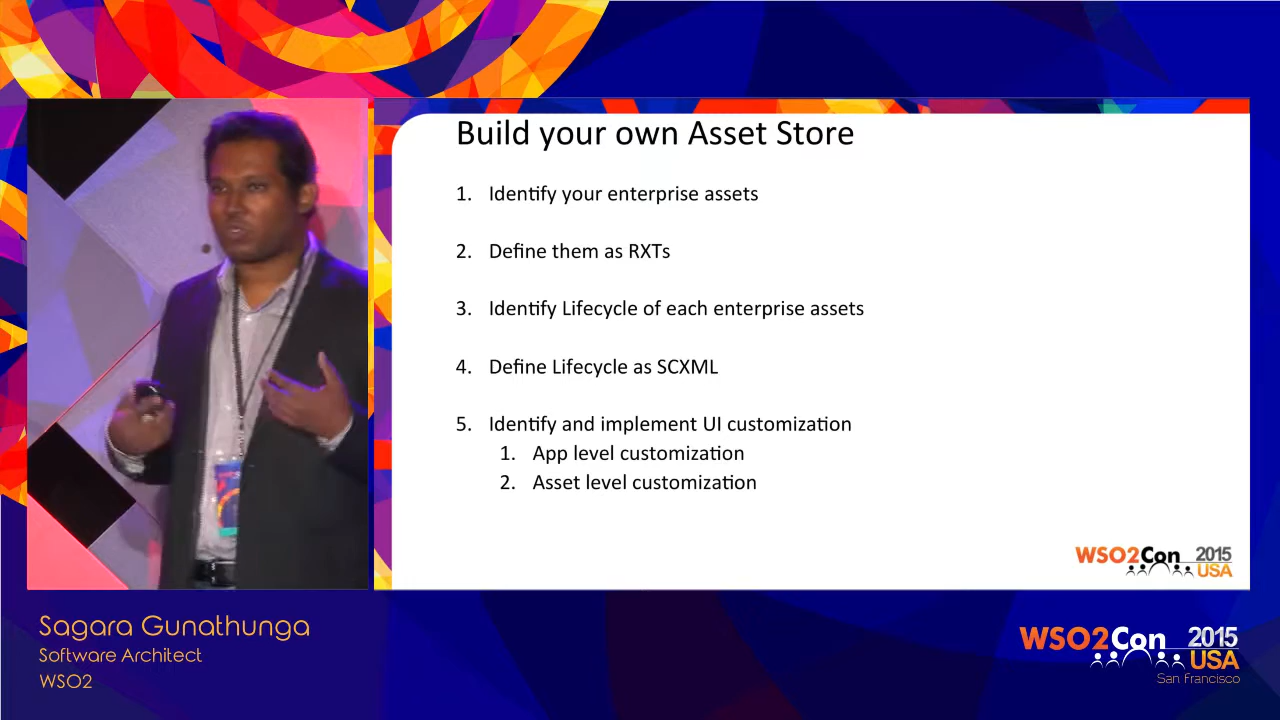 Build your own Asset Store
1. Identify your enterprise assets
2. Define them as RXTs
3. Identify Lifecycle of each enterprise assets
4. Define Lifecycle as SCXML
5. Identify and implement UI customization
1. App level customization
2. Asset level customization
WSO2Con 2015
USA
Sagara Gunathunga
Software Architect
WSO2
WSO2Con 2015
USA
San Francisco